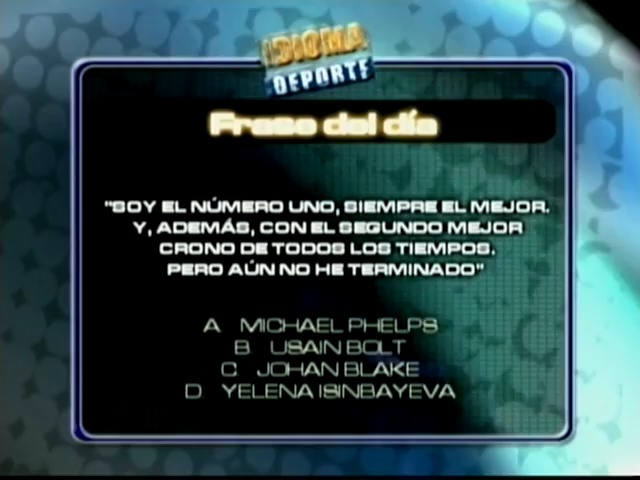 IDIOMA
DEPORTE
Frase del día
"SOY EL NÚMERO UNO, SIEMPRE EL MEJOR.
Y, ADEMÁS, CON EL SEGUNDO MEJOR
CRONO DE TODOS LOS TIEMPOS.
PERO AÚN NO HE TERMINADO"
A MICHAEL PHELPS
B. USAIN BOLT
C. JOHAN BLAKE
D. YELENA ISINBAYEVA